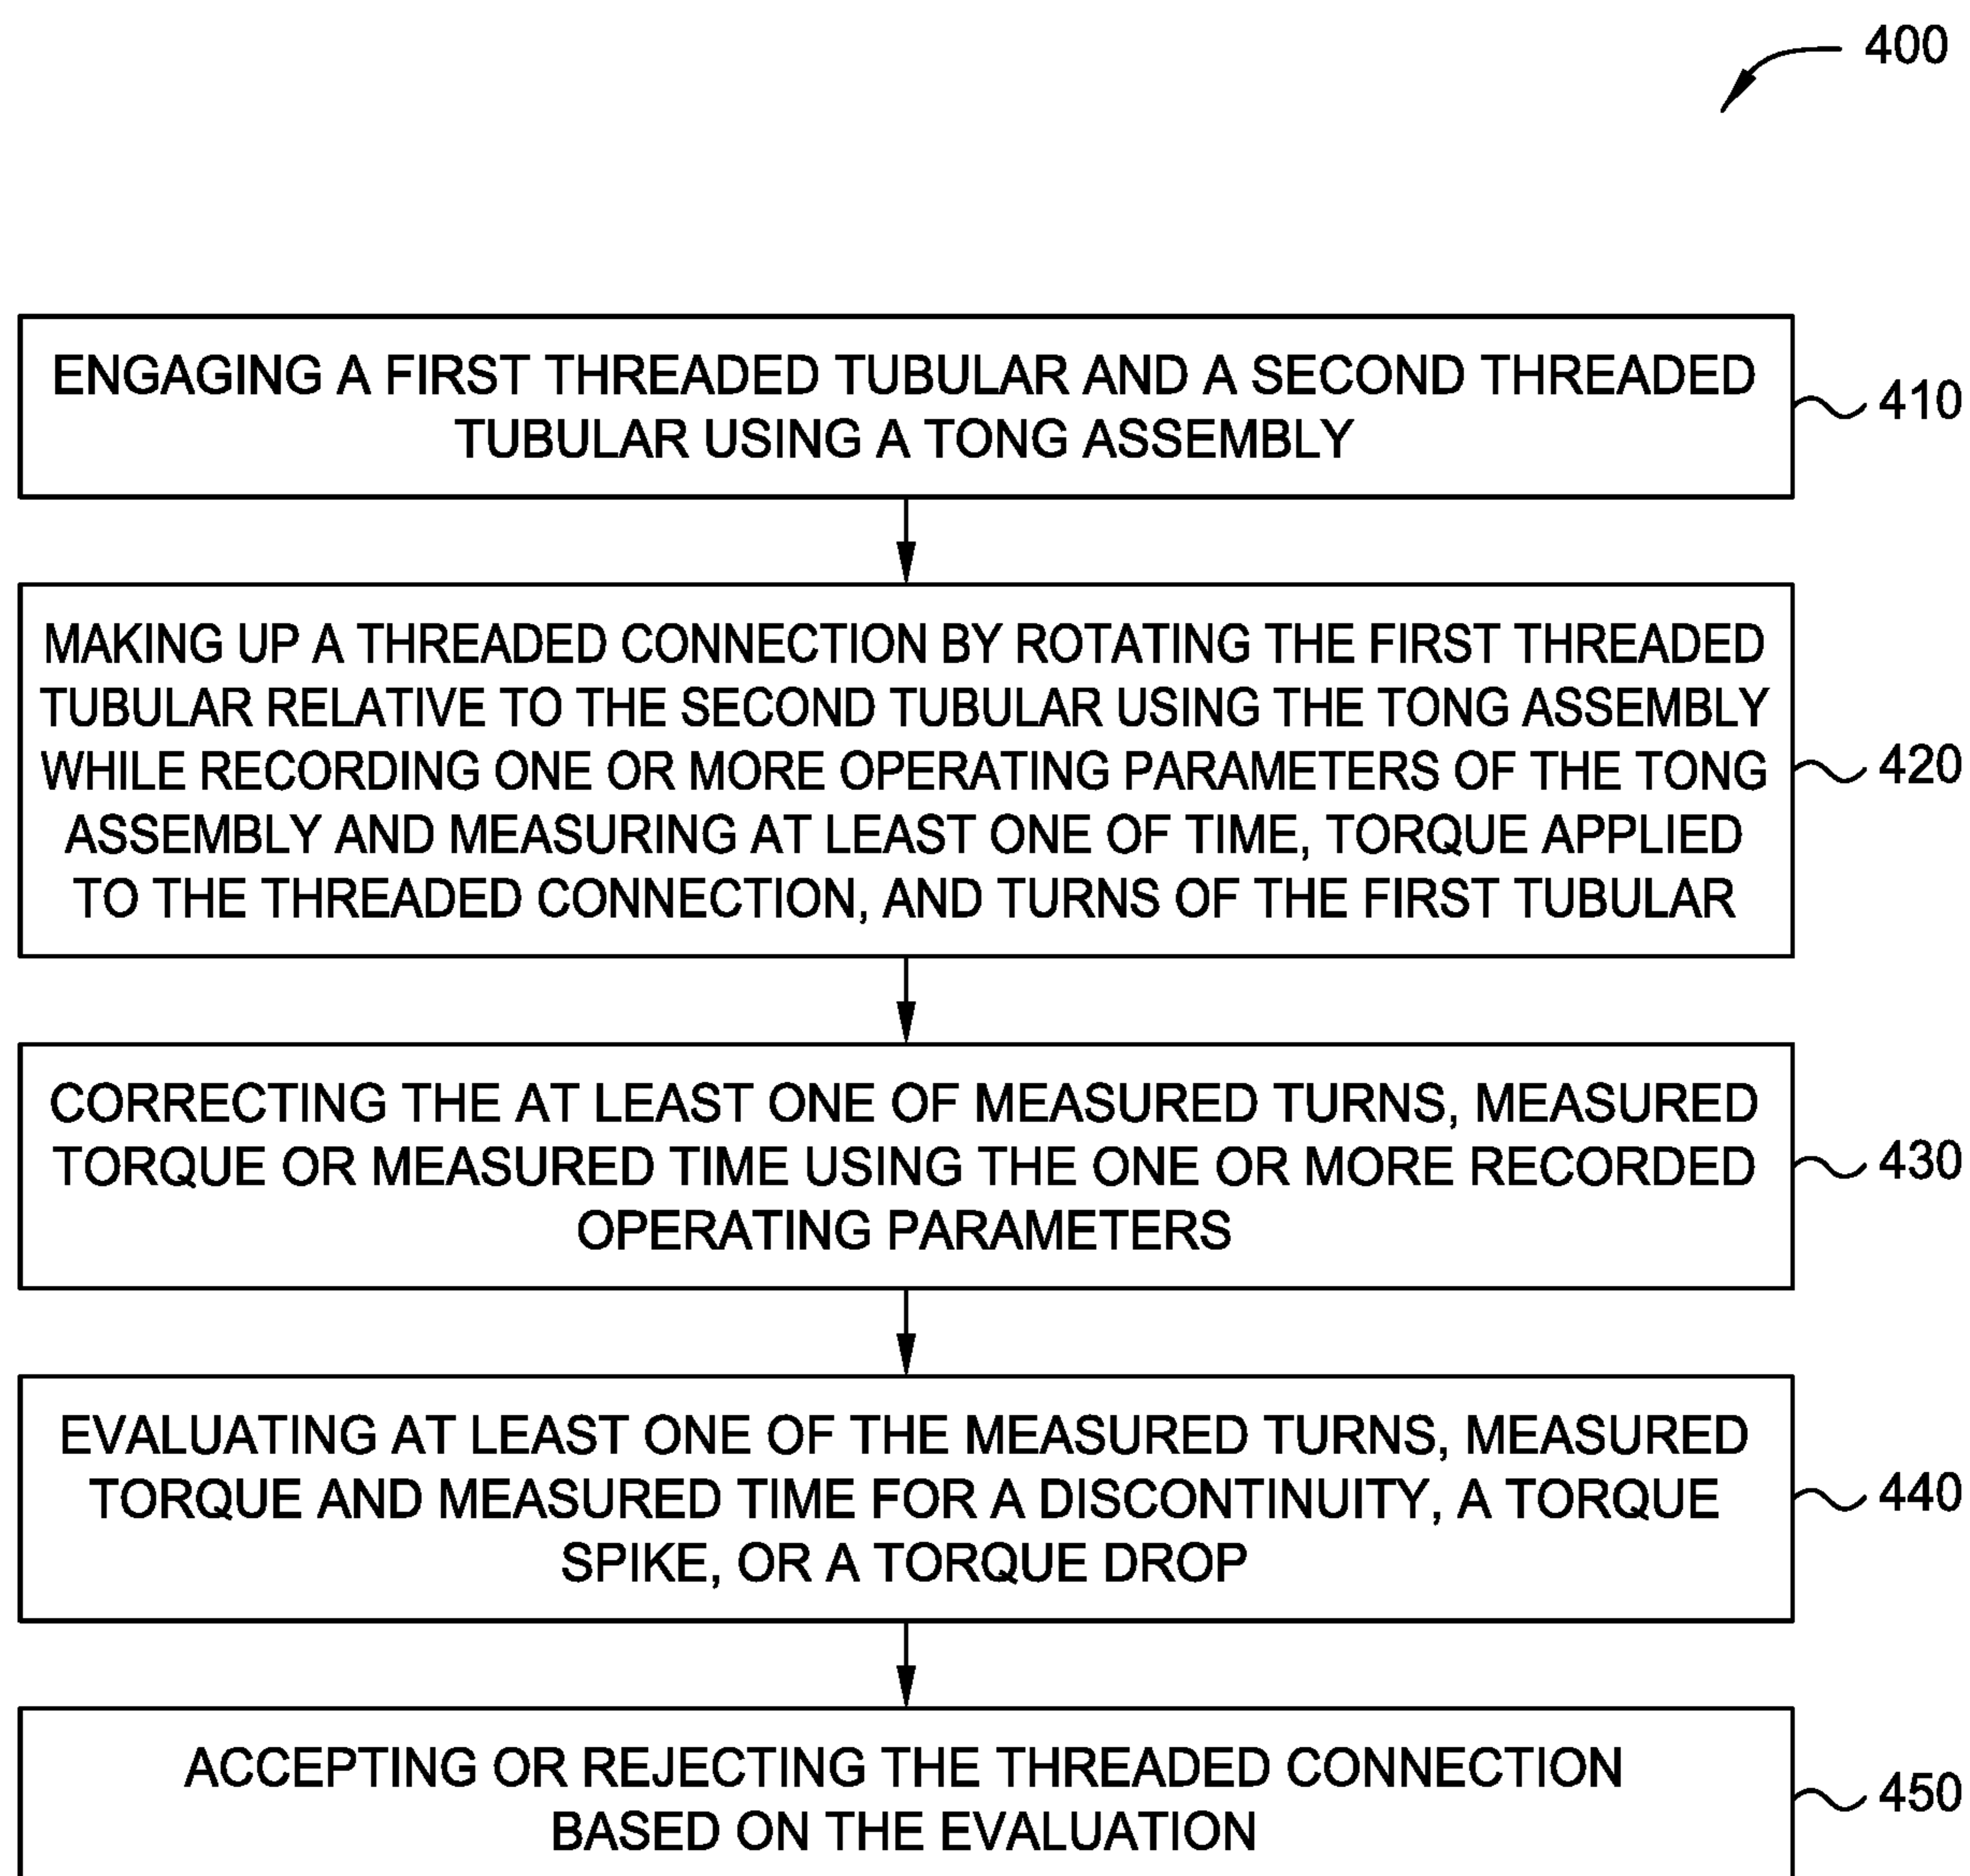 400
ENGAGING A FIRST THREADED TUBULAR AND A SECOND THREADED
TUBULAR USING A TONG ASSEMBLY
410
MAKING UP A THREADED CONNECTION BY ROTATING THE FIRST THREADED
TUBULAR RELATIVE TO THE SECOND TUBULAR USING THE TONG ASSEMBLY
WHILE RECORDING ONE OR MORE OPERATING PARAMETERS OF THE TONG
ASSEMBLY AND MEASURING AT LEAST ONE OF TIME, TORQUE APPLIED
TO THE THREADED CONNECTION, AND TURNS OF THE FIRST TUBULAR
420
CORRECTING THE AT LEAST ONE OF MEASURED TURNS, MEASURED
TORQUE OR MEASURED TIME USING THE ONE OR MORE RECORDED
OPERATING PARAMETERS
430
EVALUATING AT LEAST ONE OF THE MEASURED TURNS, MEASURED
TORQUE AND MEASURED TIME FOR A DISCONTINUITY, A TORQUE
SPIKE, OR A TORQUE DROP
440
ACCEPTING OR REJECTING THE THREADED CONNECTION
BASED ON THE EVALUATION
450